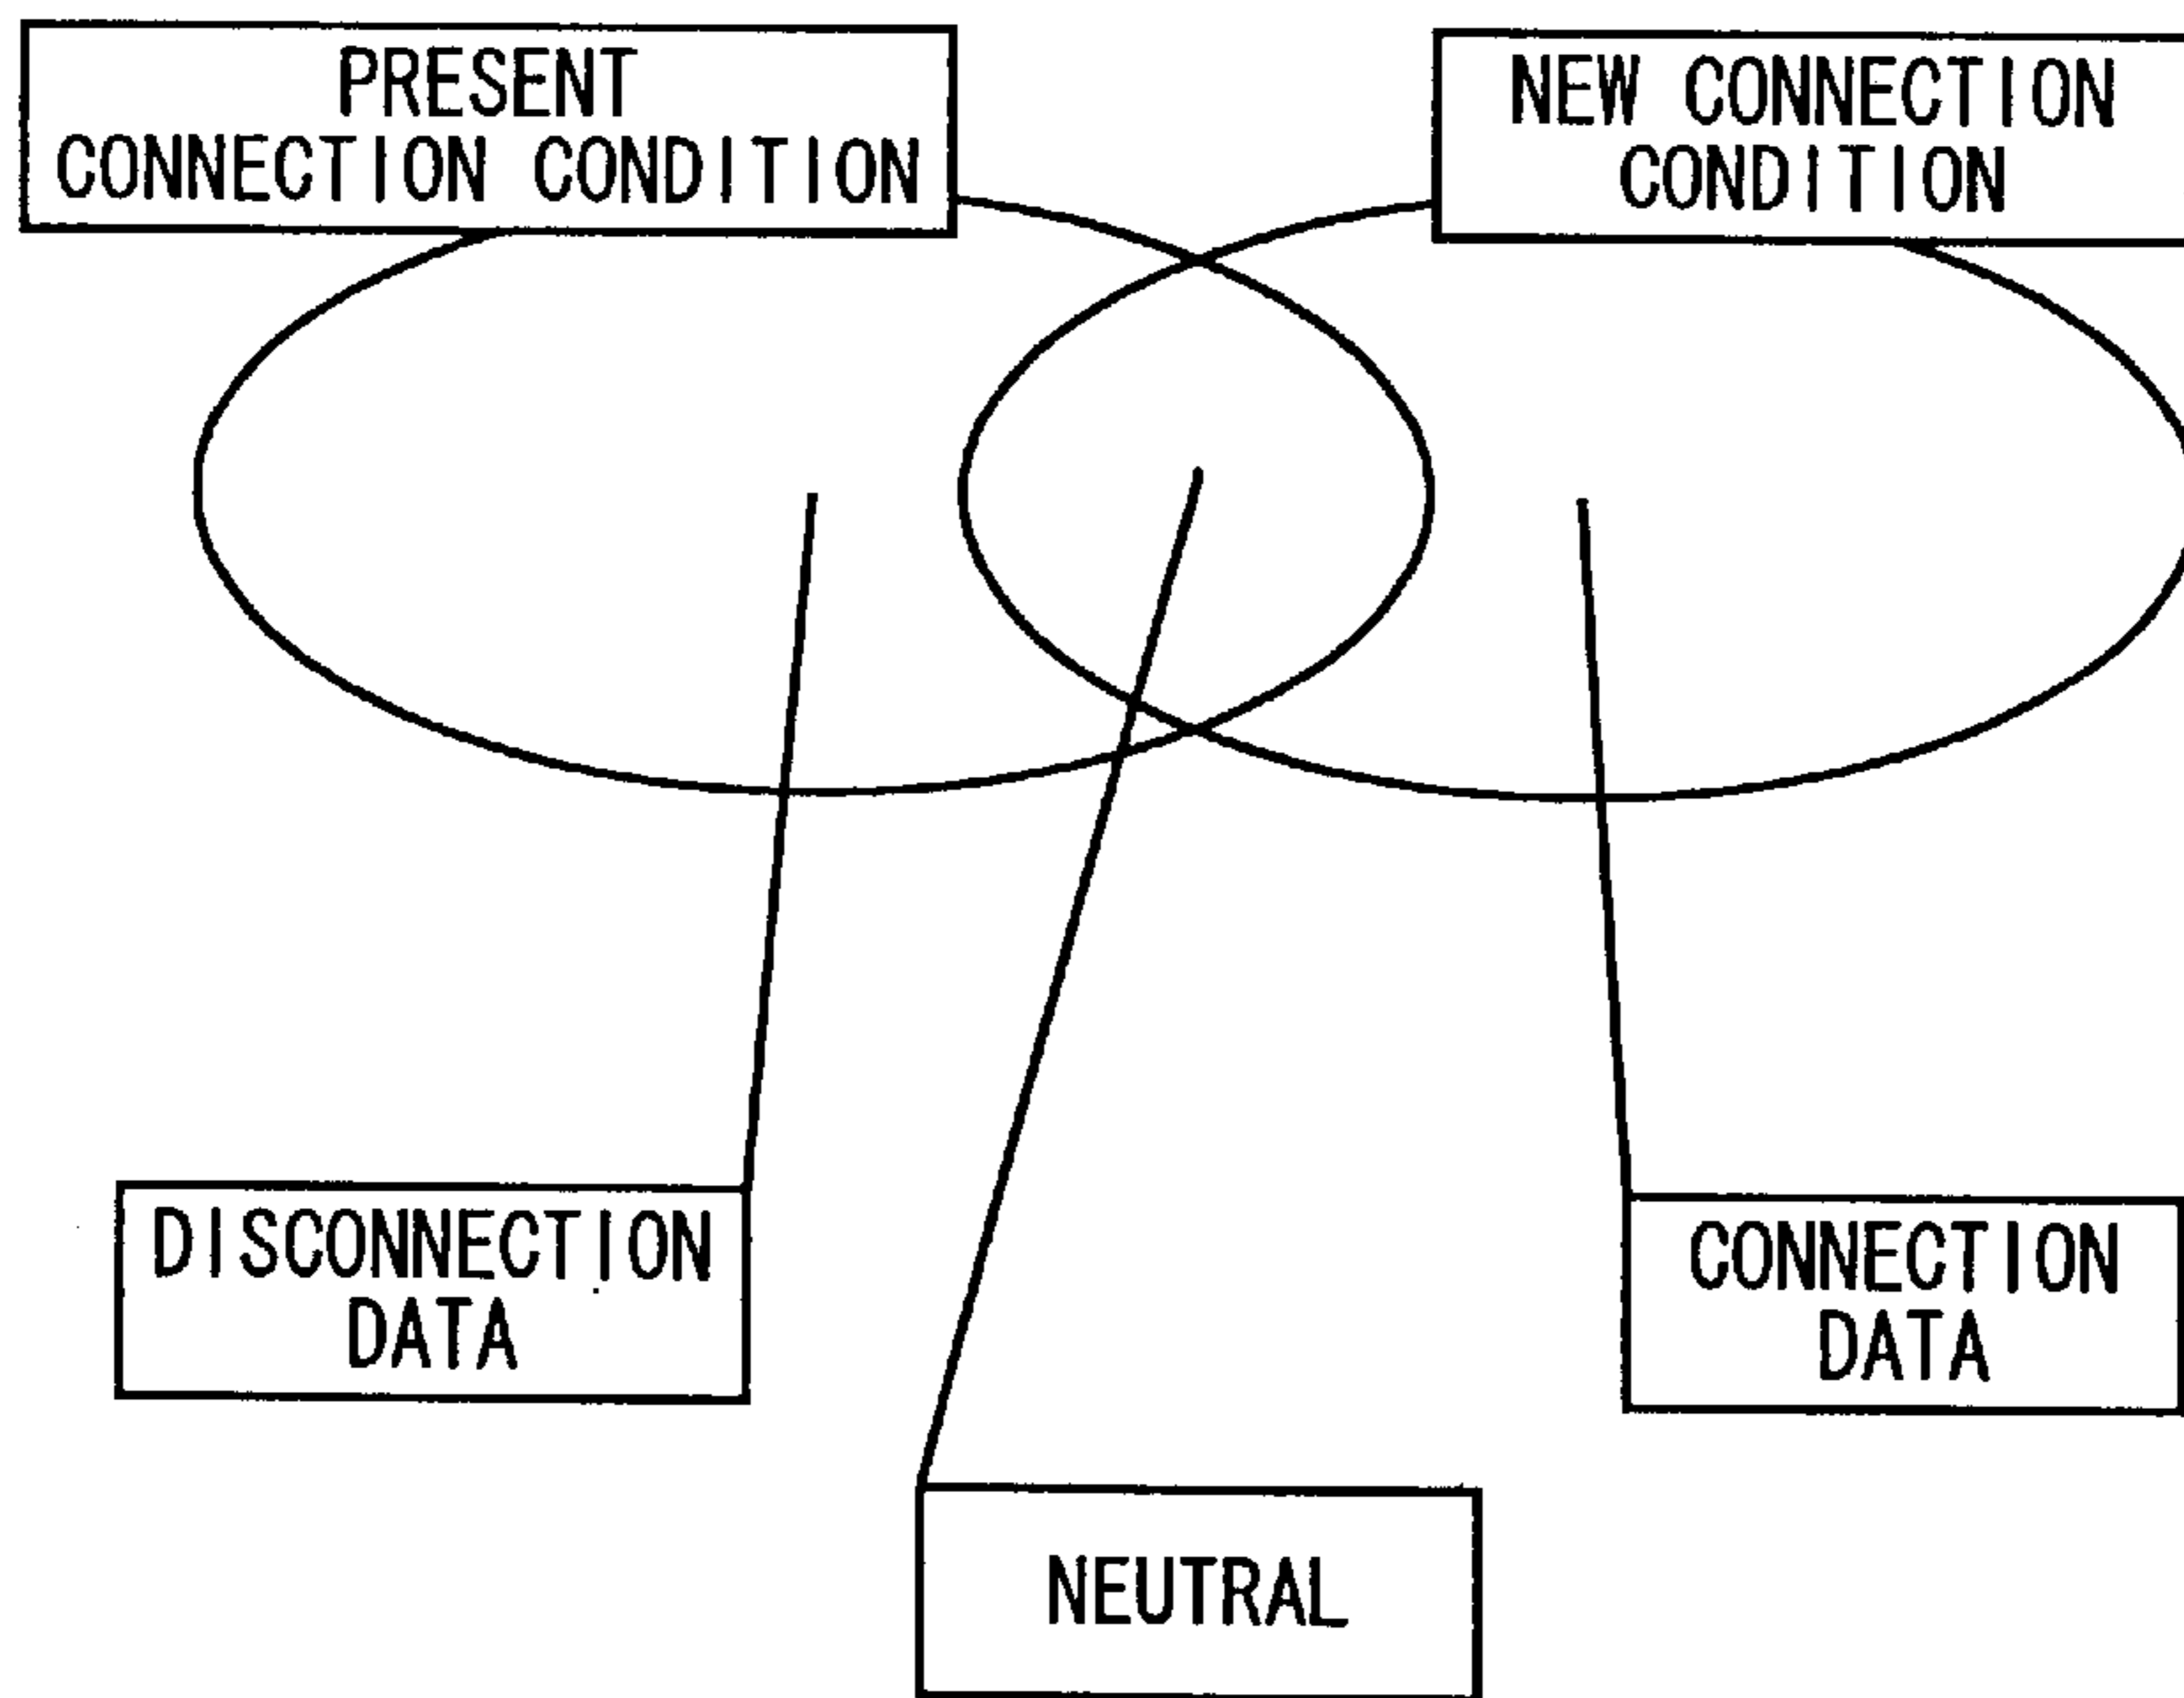 PRESENT
CONNECTION CONDITION
NEW CONNECTION
CONDITION
DISCONNECTION
DATA
CONNECTION
DATA
NEUTRAL